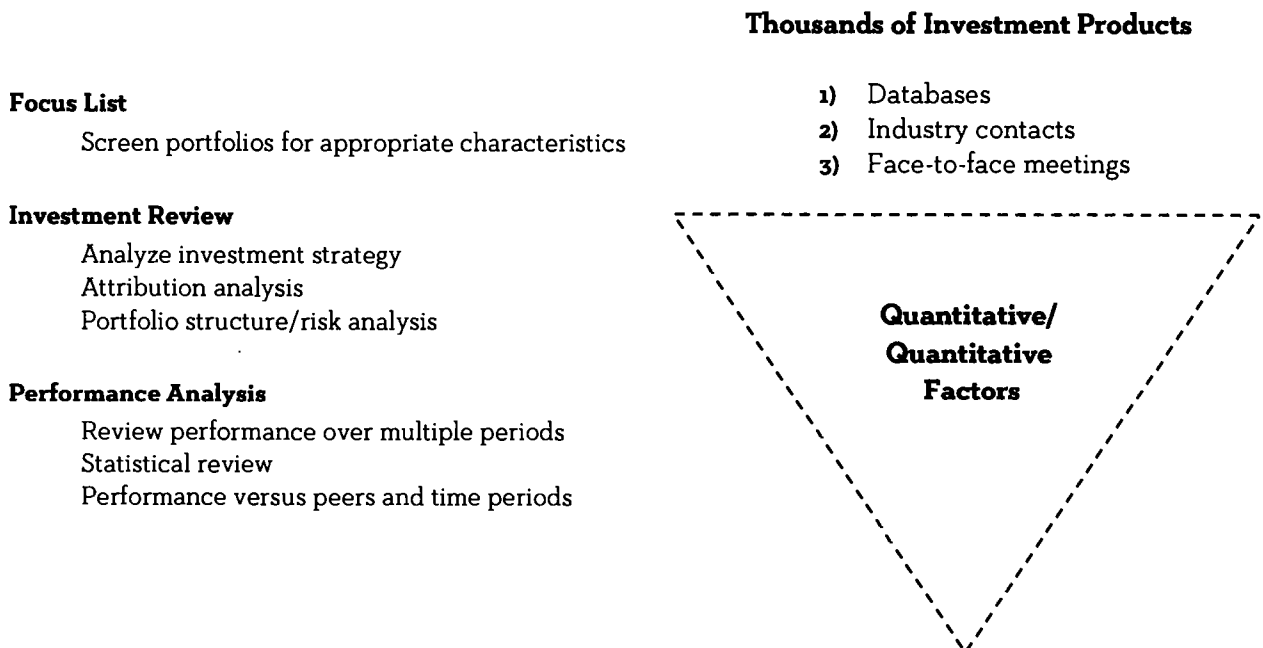 Thousands of Investment Products
1) Databases
2) Industry contacts
3) Face-to-face meetings
Focus List
Screen portfolios for appropriate characteristics
Investment Review
Analyze investment strategy
Attribution analysis
Portfolio structure/risk analysis
Performance Analysis
Review performance over multiple periods
Statistical review
Performance versus peers and time periods
Quantitative/
Quantitative
Factors